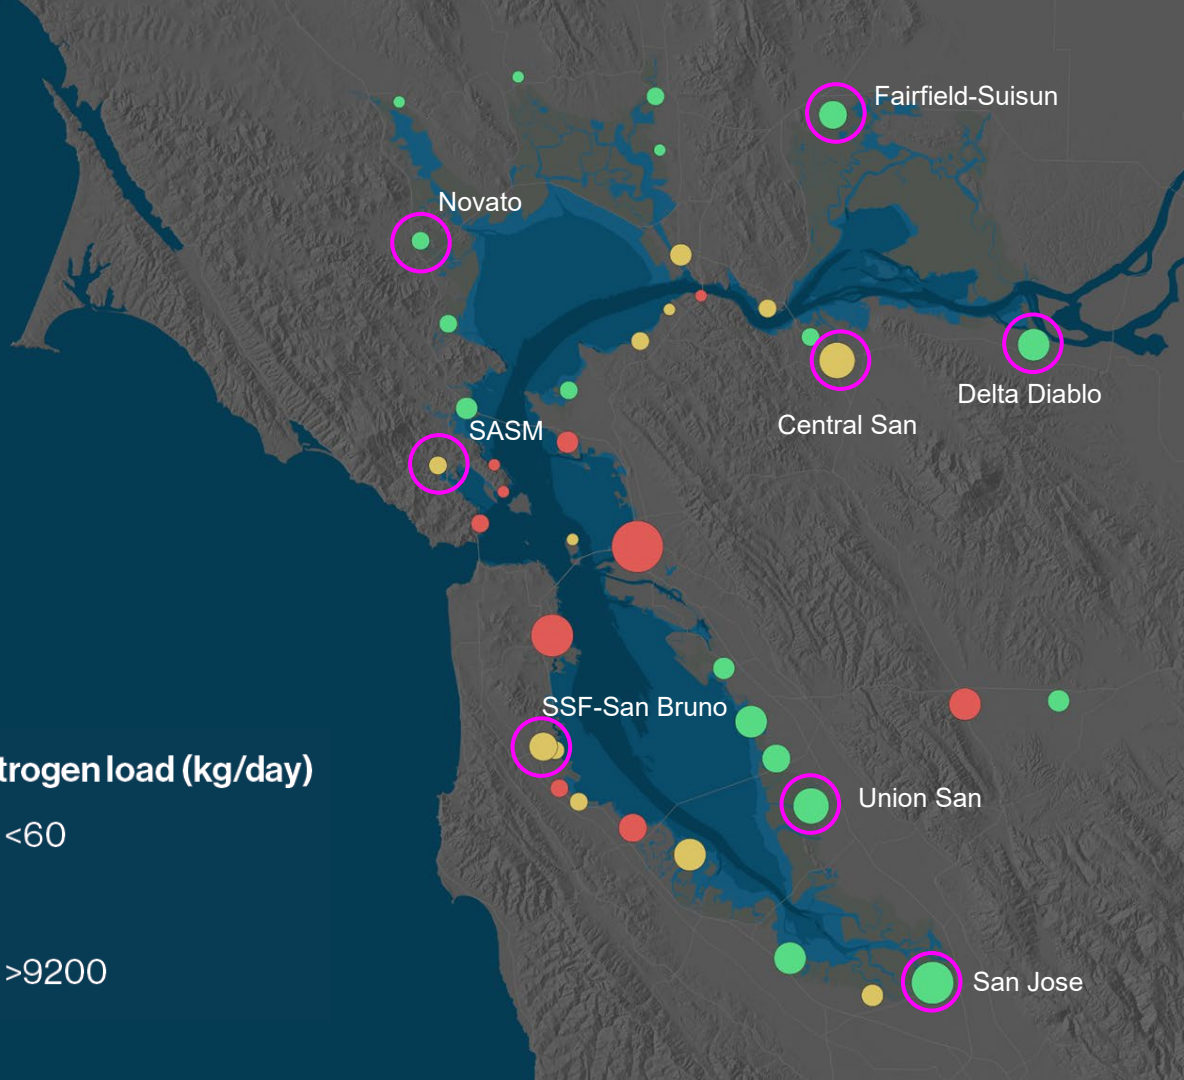 Fairfield-Suisun
Novato
Delta Diablo
Central San
SASM
SSF-San Bruno
trogen load (kg/day)
Union San
<60
>9200
San Jose